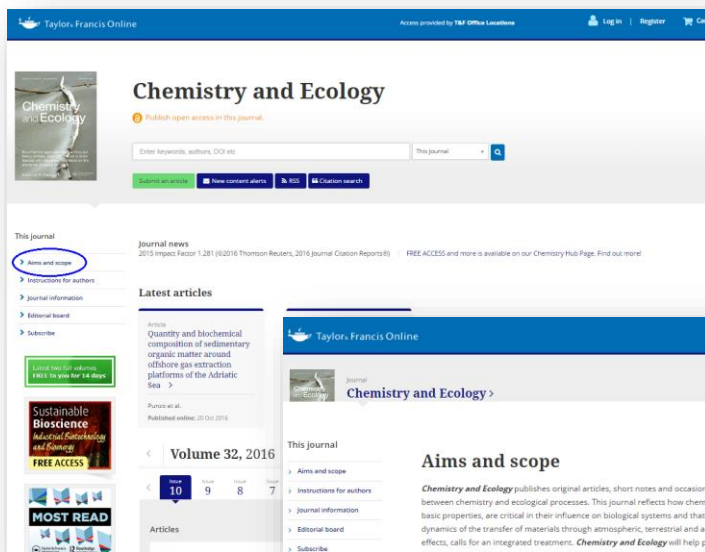 Taylor & Francis Online
Access provided by T&F Office Locations
Log in | Register
Chemistry and Ecology
Chemistry and Ecology
Publish open access in this journal.
Enter keywords, authors, DOI etc
This Journal
Submit an article
New content alerts
RSS
Citation search
This journal
Aims and scope
Instructions for authors
Journal information
Editorial board
Subscribe
Journal news
2015 Impact Factor 1.281 (©2016 Thomson Reuters, 2016 Journal Citation Reports®)
FREE ACCESS and more is available on our Chemistry Hub Page. Find out more!
Latest articles
Article
Quantity and biochemical
composition of sedimentary
organic matter around
offshore gas extraction
platforms of the Adriatic
Sea >
Punzo et al.
Published online: 20 Oct 2016
Latest two full volumes
FREE to you for 14 days
Sustainable
Bioscience
Industrial Biotechnology
and Bioenergy
FREE ACCESS
MOST READ
Volume 32, 2016
Issue
10
Issue
9
Issue
8
Issue
7
Articles
Taylor & Francis Online
Journal
Chemistry and Ecology >
This journal
Aims and scope
Instructions for authors
Journal information
Editorial board
Subscribe
Aims and scope
Chemistry and Ecology publishes original articles, short notes and occasion
between chemistry and ecological processes. This journal reflects how chem
basic properties, are critical in their influence on biological systems and that
dynamics of the transfer of materials through atmospheric, terrestrial and a
effects, calls for an integrated treatment. Chemistry and Ecology will help p